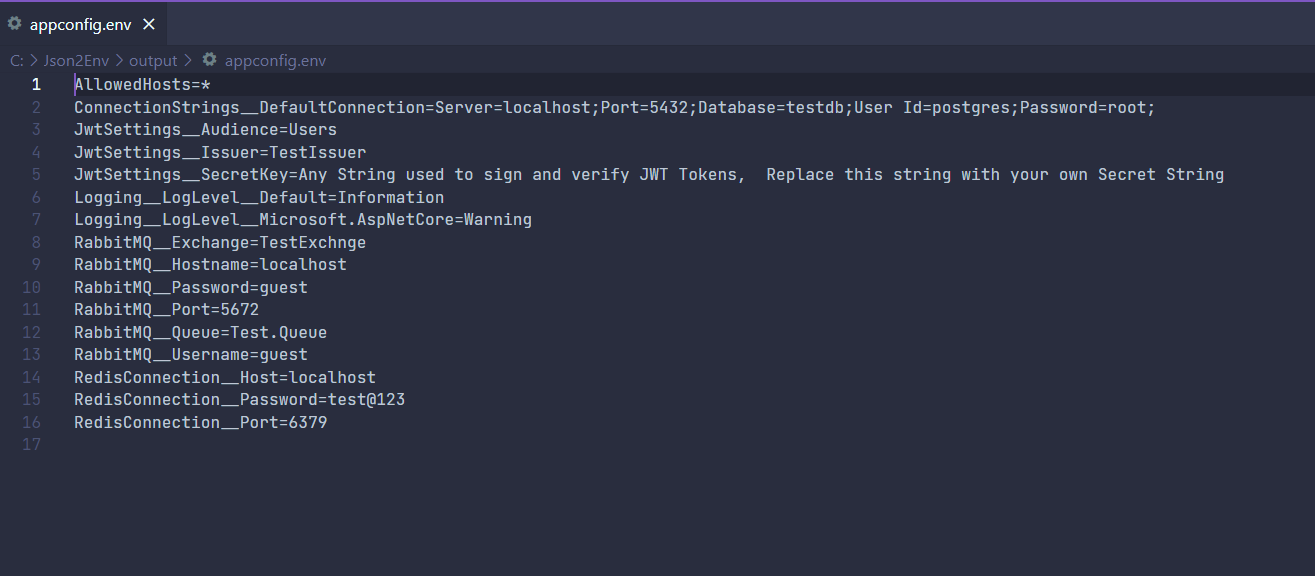 appconfig.env
C: > Json2Env > output > appconfig.env
1 AllowedHosts=*
2 ConnectionStrings__DefaultConnection=Server=localhost;Port=5432;Database=testdb;User Id=postgres;Password=root;
3 JwtSettings__Audience=Users
4 JwtSettings__Issuer=TestIssuer
5 JwtSettings__SecretKey=Any String used to sign and verify JWT Tokens,  Replace this string with your own Secret String
6 Logging__LogLevel__Default=Information
7 Logging__LogLevel__Microsoft.AspNetCore=Warning
8 RabbitMQ__Exchange=TestExchnge
9 RabbitMQ__Hostname=localhost
10 RabbitMQ__Password=guest
11 RabbitMQ__Port=5672
12 RabbitMQ__Queue=Test.Queue
13 RabbitMQ__Username=guest
14 RedisConnection__Host=localhost
15 RedisConnection__Password=test@123
16 RedisConnection__Port=6379
17